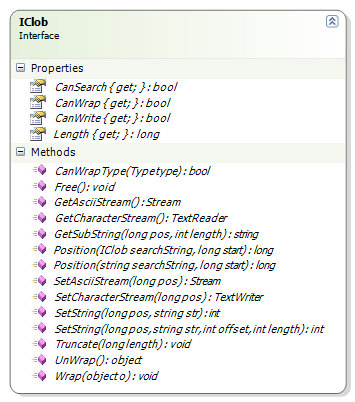 IClob
Interface
Properties
CanSearch { get; } : bool
CanWrap { get; } : bool
CanWrite { get; } : bool
Length { get; } : long
Methods
CanWrapType(Type type) : bool
Free() : void
GetAsciiStream() : Stream
GetCharacterStream() : TextReader
GetSubString(long pos, int length) : string
Position(IClob searchString, long start) : long
Position(string searchString, long start) : long
SetAsciiStream(long pos) : Stream
SetCharacterStream(long pos) : TextWriter
SetString(long pos, string str) : int
SetString(long pos, string str, int offset, int length) : int
Truncate(long length) : void
UnWrap() : object
Wrap(object o) : void